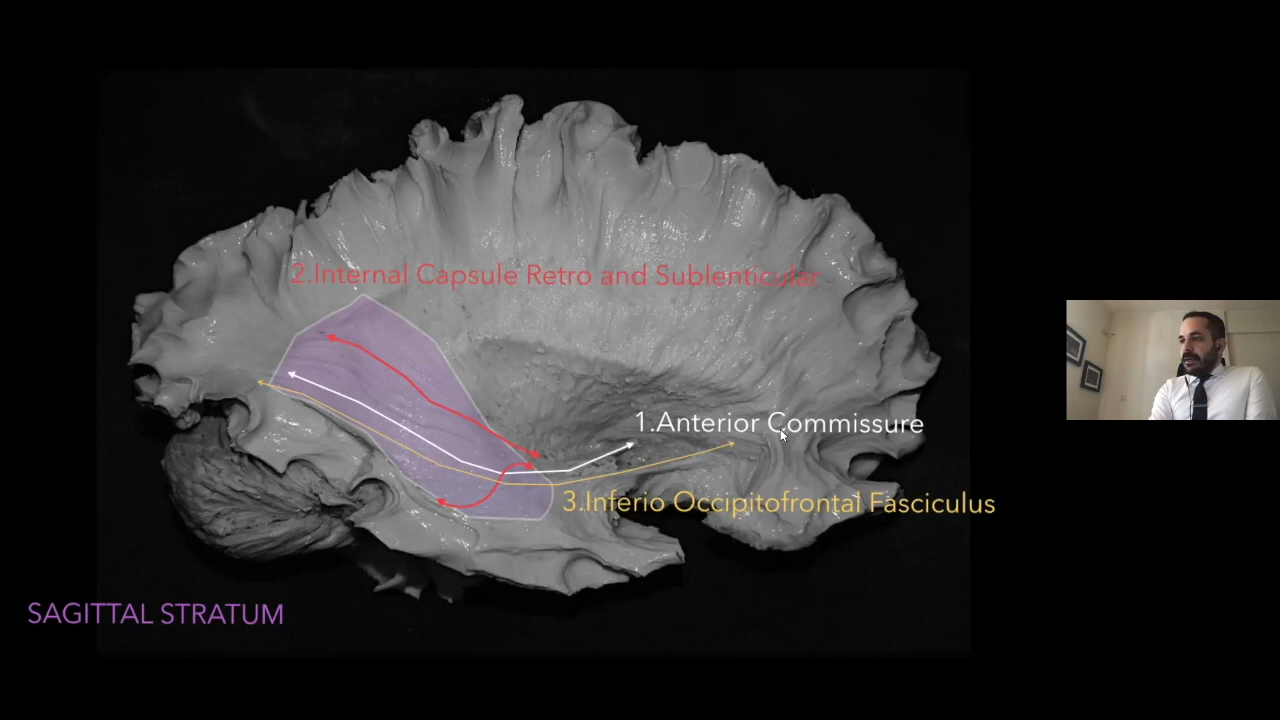 2.Internal Capsule Retro and Sublenticular
1.Anterior Commissure
3.Inferio Occipitofrontal Fasciculus
SAGITTAL STRATUM